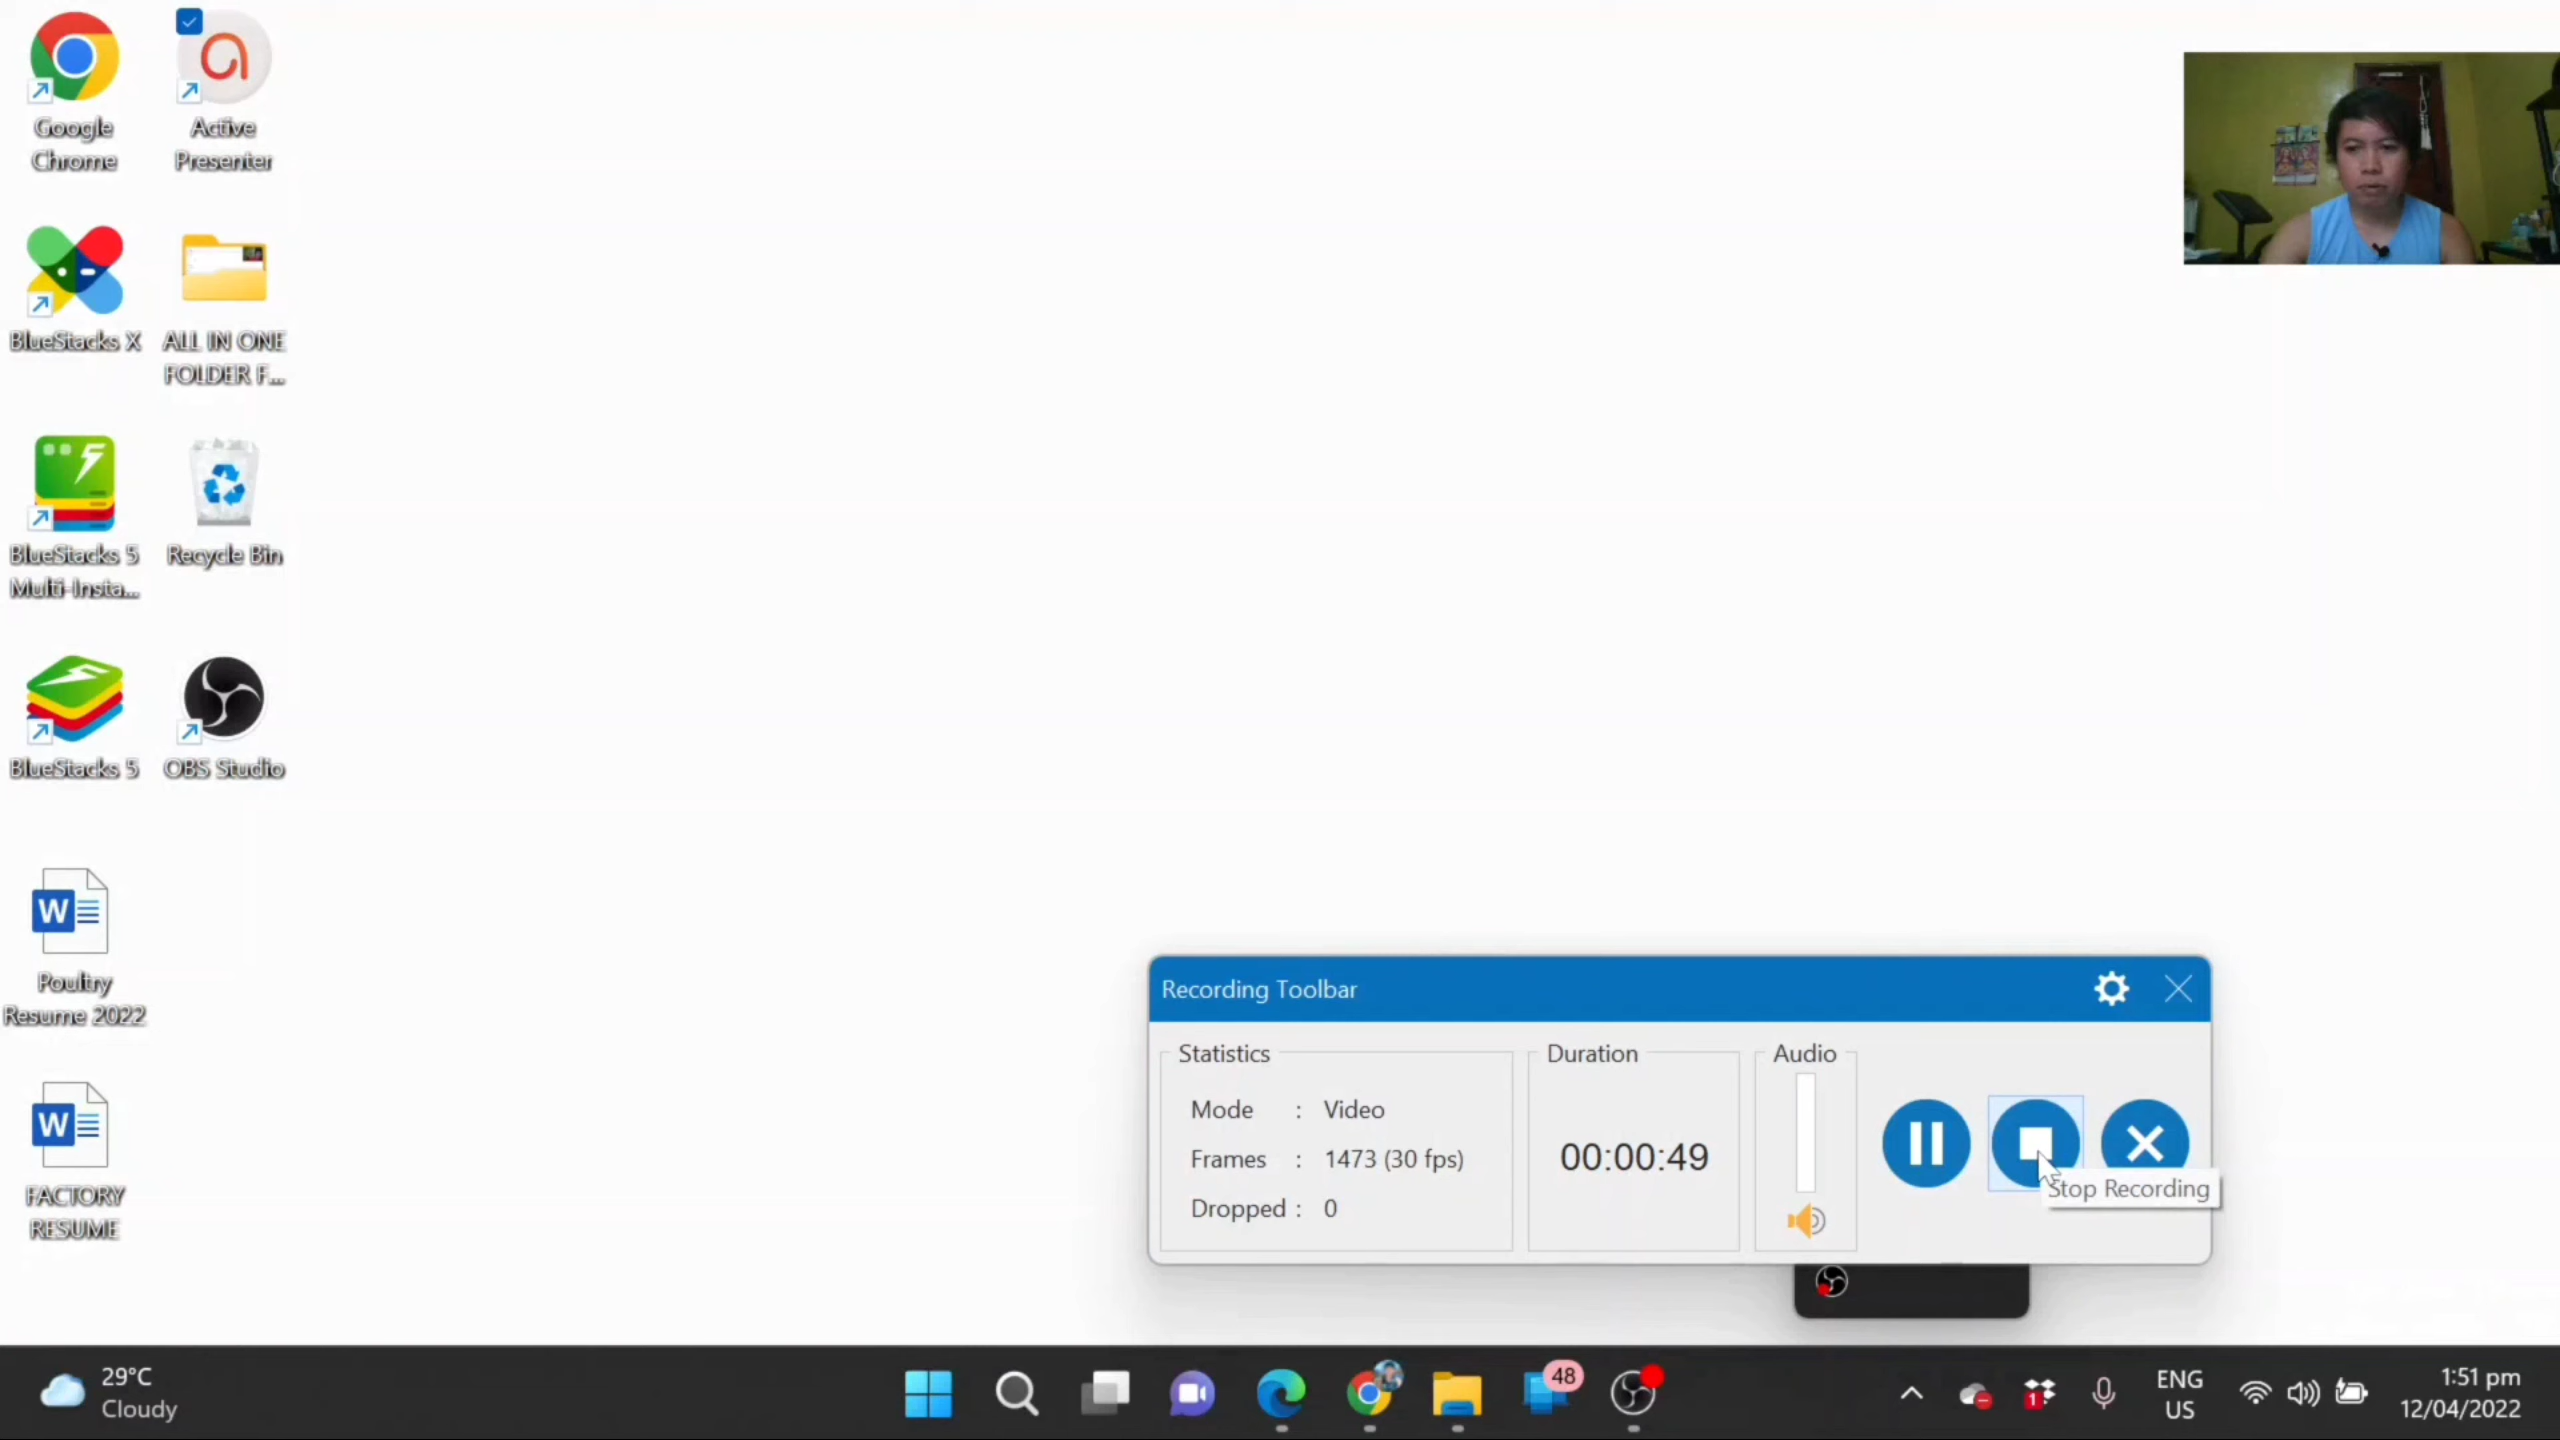 Google
Chrome
Active
Presenter
BlueStacks X
ALL IN ONE
FOLDER F...
BlueStacks 5
Multi-Insta...
Recycle Bin
BlueStacks 5
OBS Studio
Poultry
Resume 2022
FACTORY
RESUME
Recording Toolbar
Statistics
Mode : Video
Frames : 1473 (30 fps)
Dropped : 0
Duration
00:00:49
Audio
Stop Recording
29°C
Cloudy
48
1
ENG
US
1:51 pm
12/04/2022